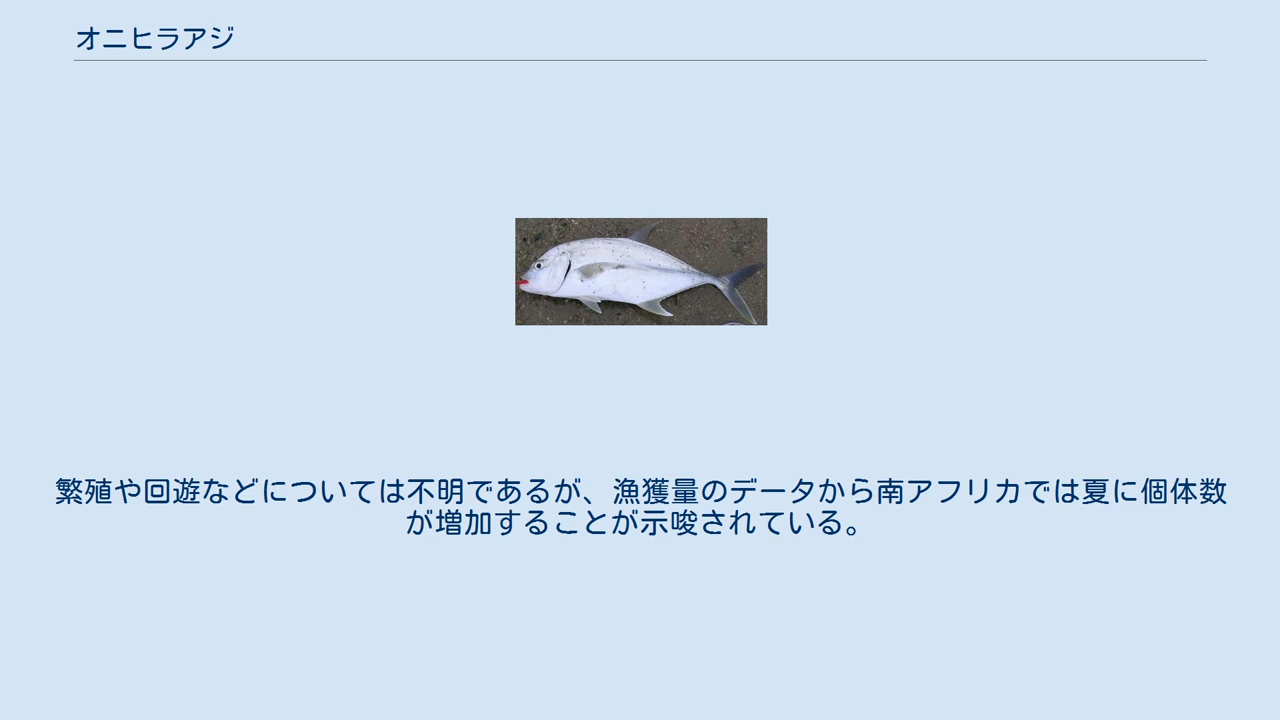 オニヒラアジ
繁殖や回遊などについては不明であるが、漁獲量のデータから南アフリカでは夏に個体数
が増加することが示唆されている。